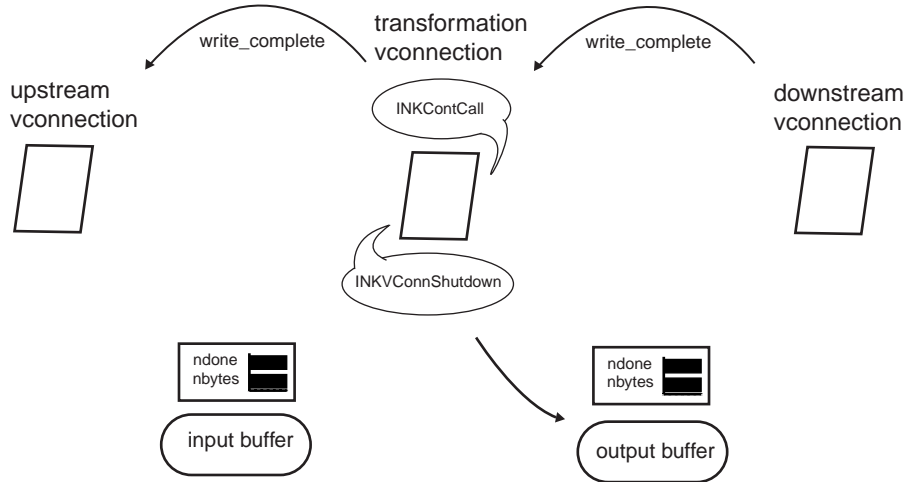 transformation
vconnection
write_complete
write_complete
upstream
vconnection
INKContCall
downstream
vconnection
INKVConnShutdown
ndone
nbytes
input buffer
ndone
nbytes
output buffer